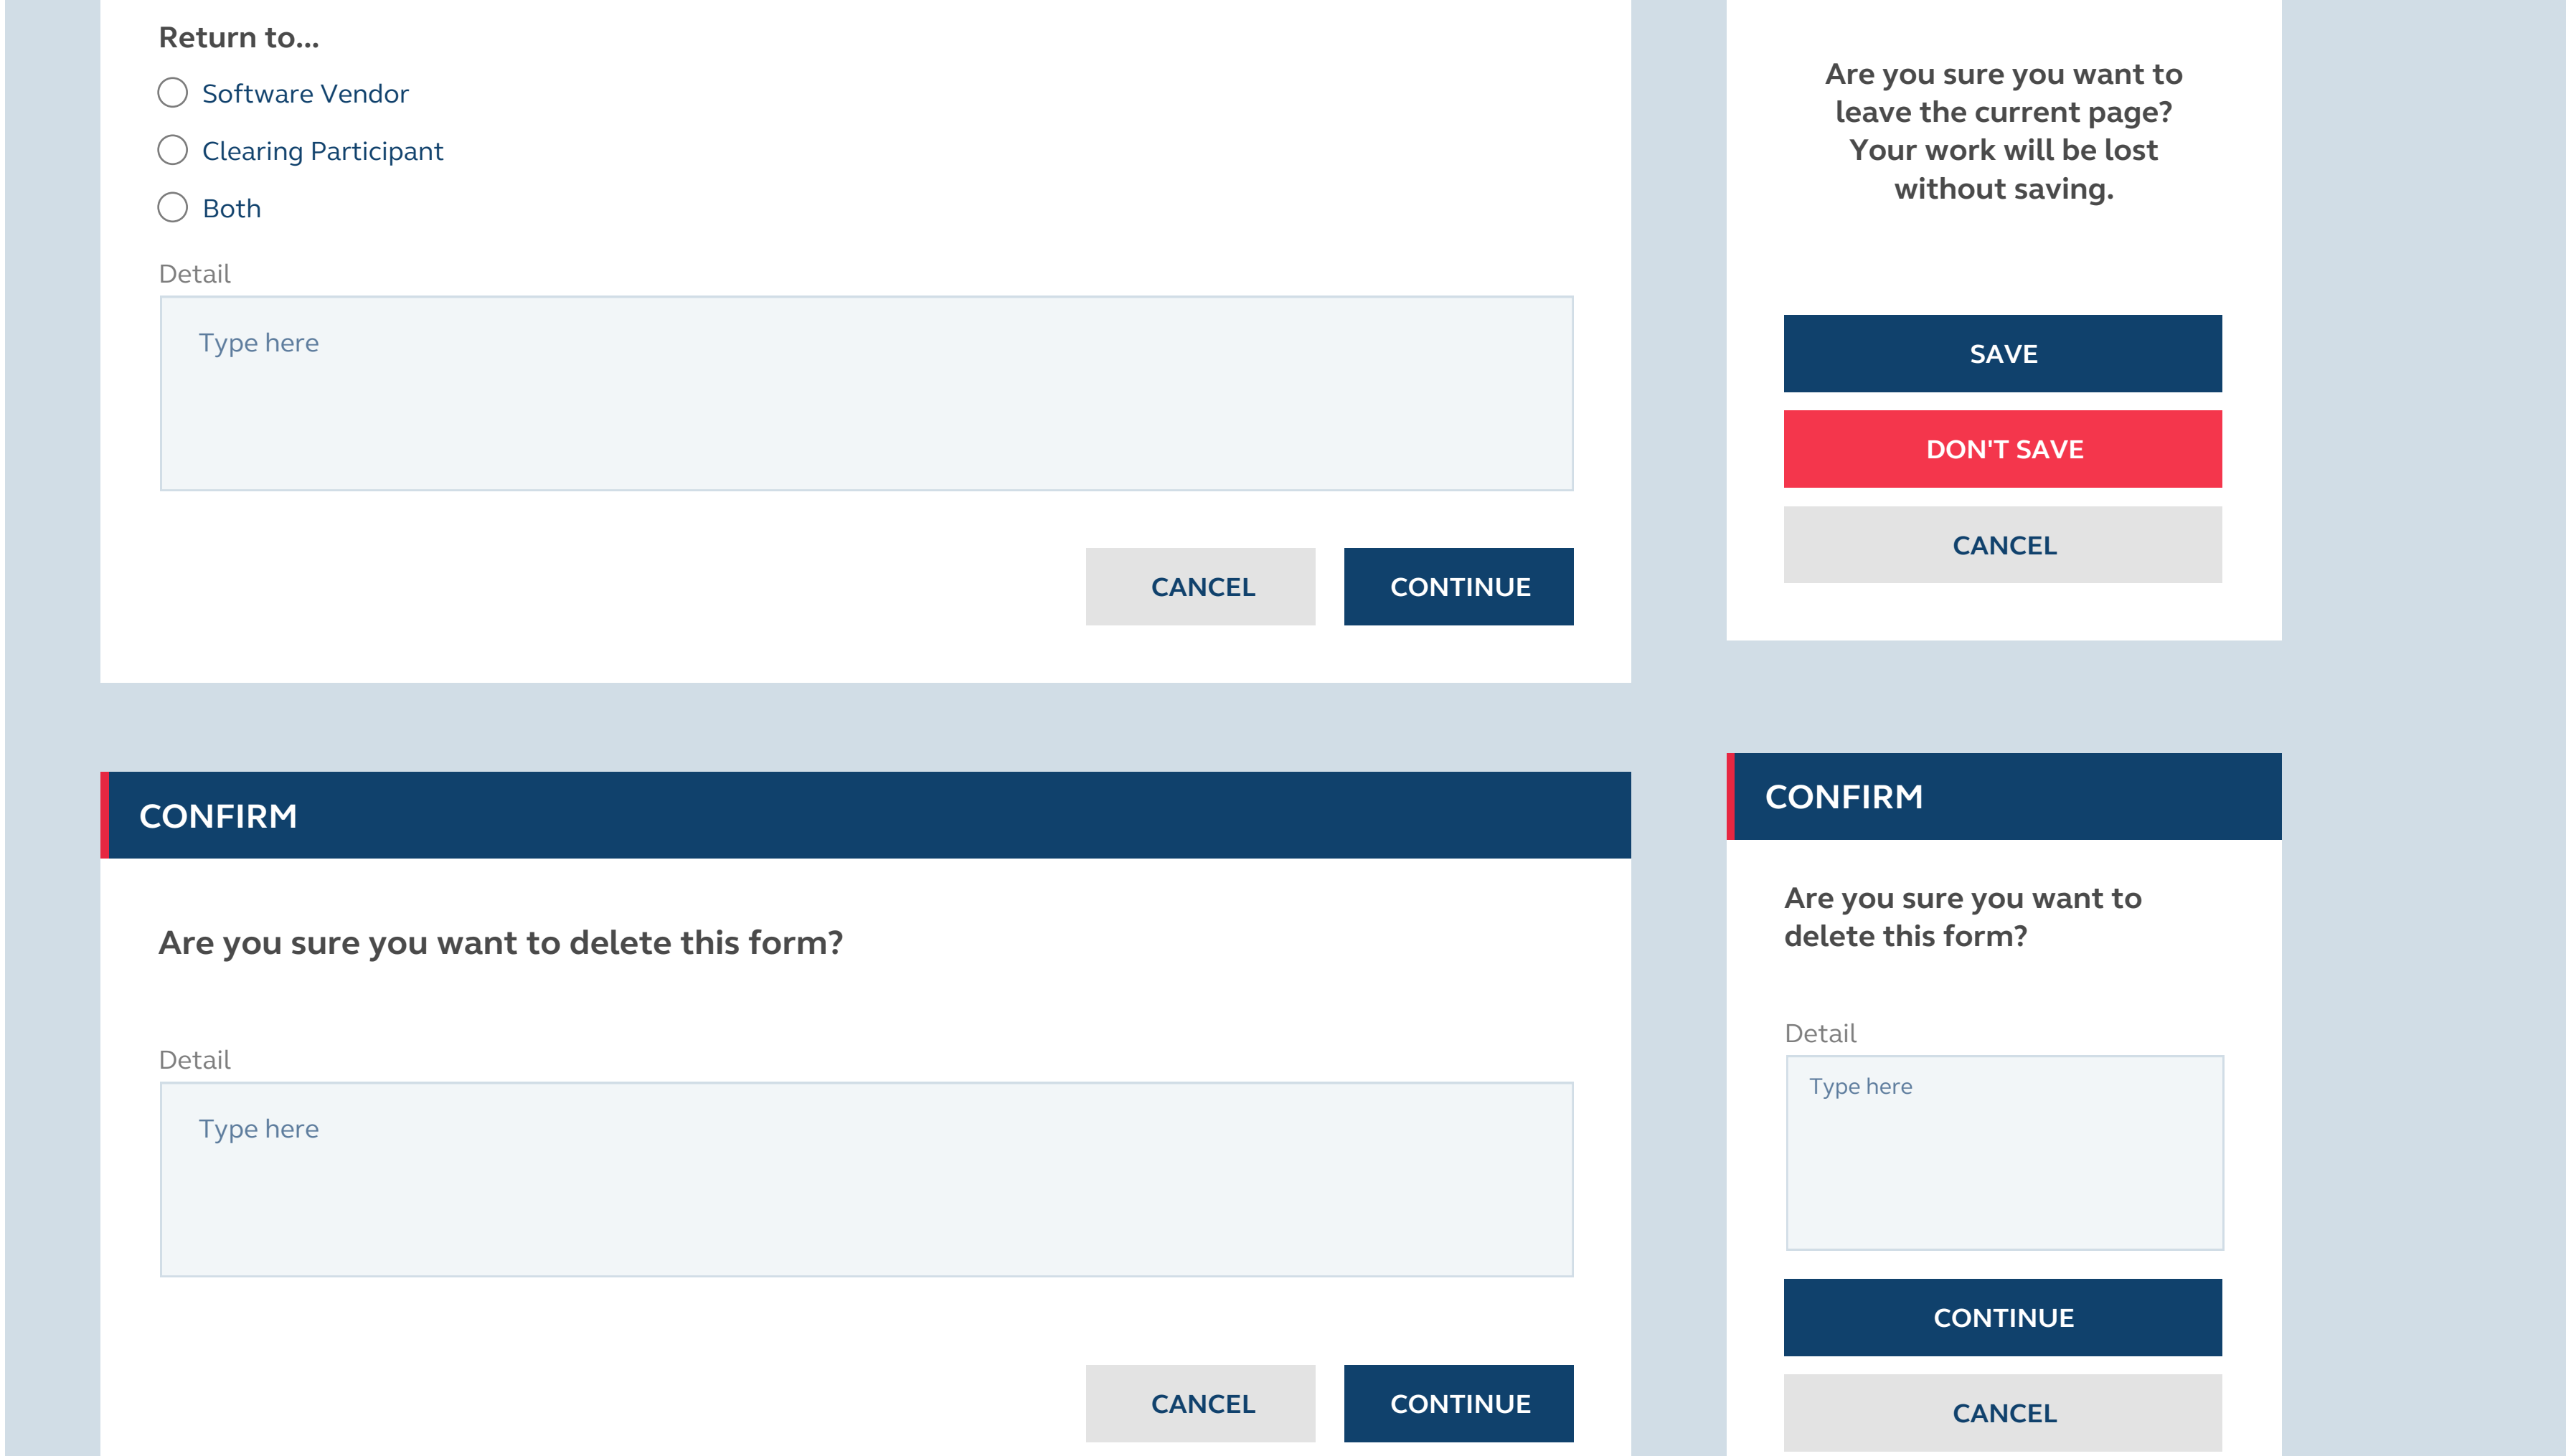 Return to...
Software Vendor
Clearing Participant
Both
Detail
Type here
CANCEL
CONTINUE
Are you sure you want to
leave the current page?
Your work will be lost
without saving.
SAVE
DON'T SAVE
CANCEL
CONFIRM
Are you sure you want to delete this form?
Detail
Type here
CANCEL
CONTINUE
CONFIRM
Are you sure you want to
delete this form?
Detail
Type here
CONTINUE
CANCEL